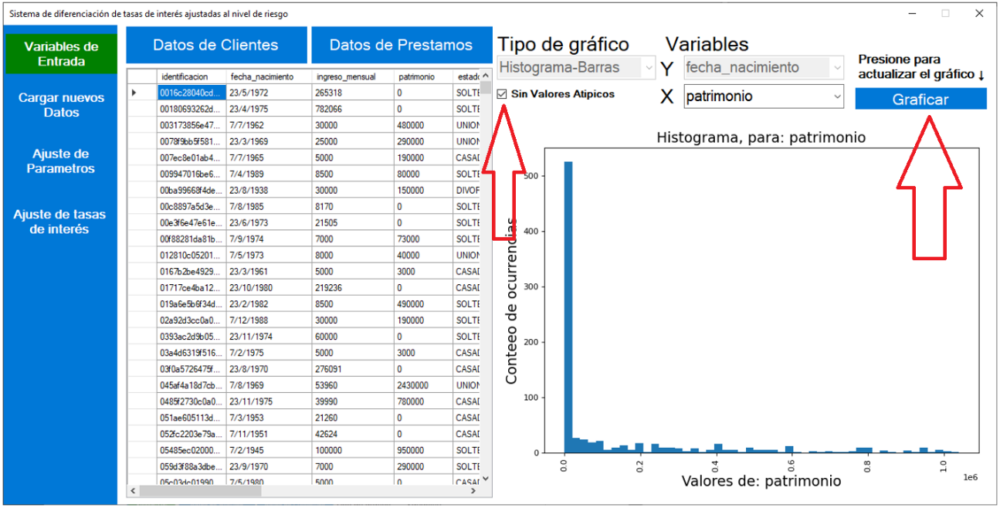 Sistema de diferenciación de tasas de interés ajustadas al nivel de riesgo
Variables de
Entrada
Cargar nuevos
Datos
Ajuste de
Parametros
Ajuste de tasas
de interés
Datos de Clientes
Datos de Prestamos
identificacion fecha_nacimiento ingreso_mensual patrimonio estado
0016c28040cd... 23/5/1972 265318 0 SOLTE
00180693262d... 23/4/1975 782066 0 SOLTE
003173856e47... 7/7/1962 30000 480000 UNION
0078f9bb5f581... 23/3/1969 25000 290000 UNION
007ec8e01ab4... 7/7/1965 5000 190000 CASAD
009947016be6... 7/4/1989 8500 80000 SOLTE
00ba99668f4de... 23/8/1938 30000 150000 DIVOR
00c8897a5d3e... 7/8/1985 8170 0 SOLTE
00e3f6e47e61e... 23/6/1973 21505 0 SOLTE
00f88281da81b... 7/9/1974 7000 73000 SOLTE
012810c05201... 7/5/1973 8000 40000 UNION
0167b2be4929... 23/3/1961 5000 3000 CASAD
01717ce4ba12... 23/10/1980 219236 0 CASAD
019a6e5b6f34d... 23/2/1982 8500 490000 SOLTE
02a92d3cc0a0... 7/12/1988 30000 190000 SOLTE
0393ac2d9b05... 23/11/1974 60000 0 SOLTE
03a4d6319f516... 7/2/1975 5000 3000 CASAD
03f0a5726475f... 23/8/1970 276091 0 CASAD
045af4a18d7cb... 7/8/1969 53960 2430000 UNION
0485f2730c0a0... 23/11/1975 39990 780000 CASAD
051ae605113d... 7/3/1953 21260 0 CASAD
052fc2203e79a... 7/11/1951 42624 0 CASAD
05485ec02000... 7/2/1945 100000 950000 SOLTE
059d3f88a3dbe... 23/9/1970 7000 290000 SOLTE
05c03dc01990... 7/5/1980 5000 0 CASAD
Tipo de gráfico
Histograma-Barras
Sin Valores Atipicos
Variables
Y fecha_nacimiento
X patrimonio
Presione para
actualizar el gráfico ↓
Graficar
Histograma, para: patrimonio
Conteeo de ocurrencias
500
400
300
200
100
0
0.0 0.2 0.4 0.6 0.8 1.0
1e6
Valores de: patrimonio